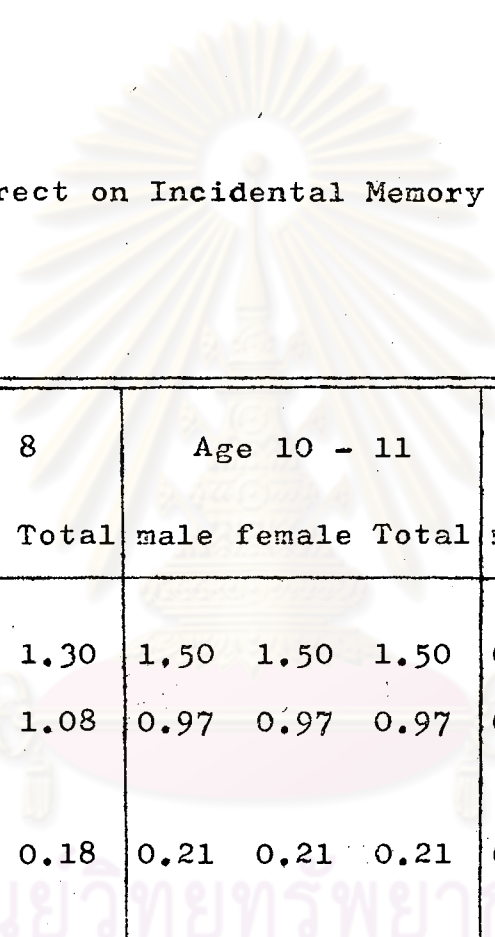 rect on Incidental Memory
8 Age 10 - 11
Total male female Total
1.30 1.50 1.50 1.50
1.08 0.97 0.97 0.97
0.18 0.21 0.21 0.21